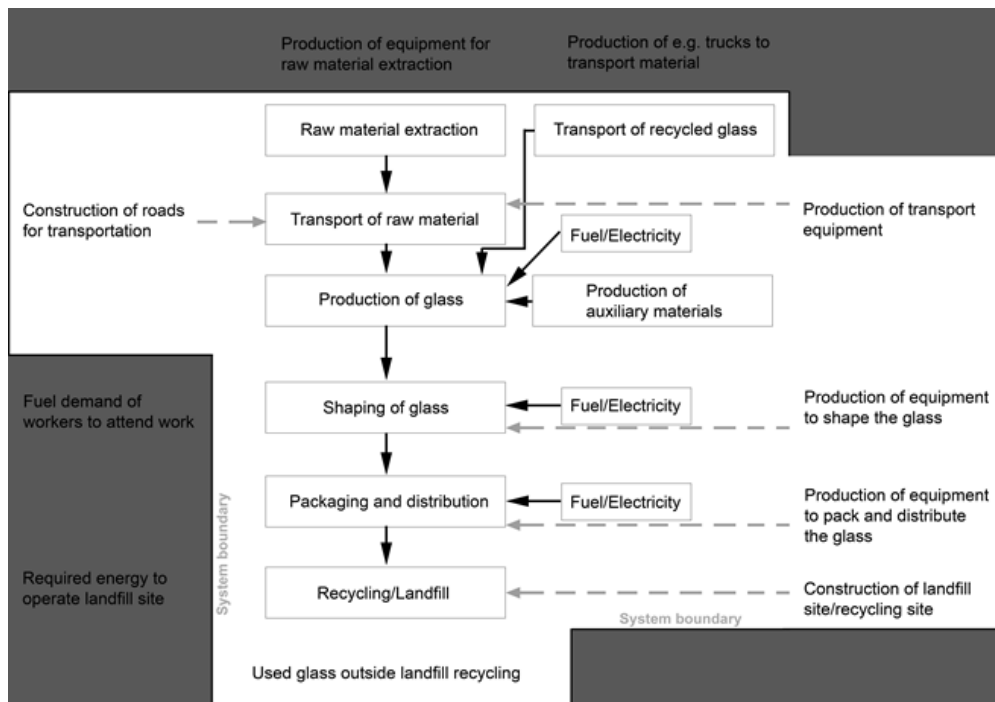 Production of equipment for
raw material extraction
Production of e.g. trucks to
transport material
Raw material extraction
Transport of recycled glass
Construction of roads
for transportation
Transport of raw material
Production of transport
equipment
Fuel/Electricity
Production of glass
Production of
auxiliary materials
Fuel demand of
workers to attend work
Shaping of glass
Fuel/Electricity
Production of equipment
to shape the glass
System boundary
Packaging and distribution
Fuel/Electricity
Production of equipment
to pack and distribute
the glass
Required energy to
operate landfill site
Recycling/Landfill
Construction of landfill
site/recycling site
System boundary
Used glass outside landfill recycling